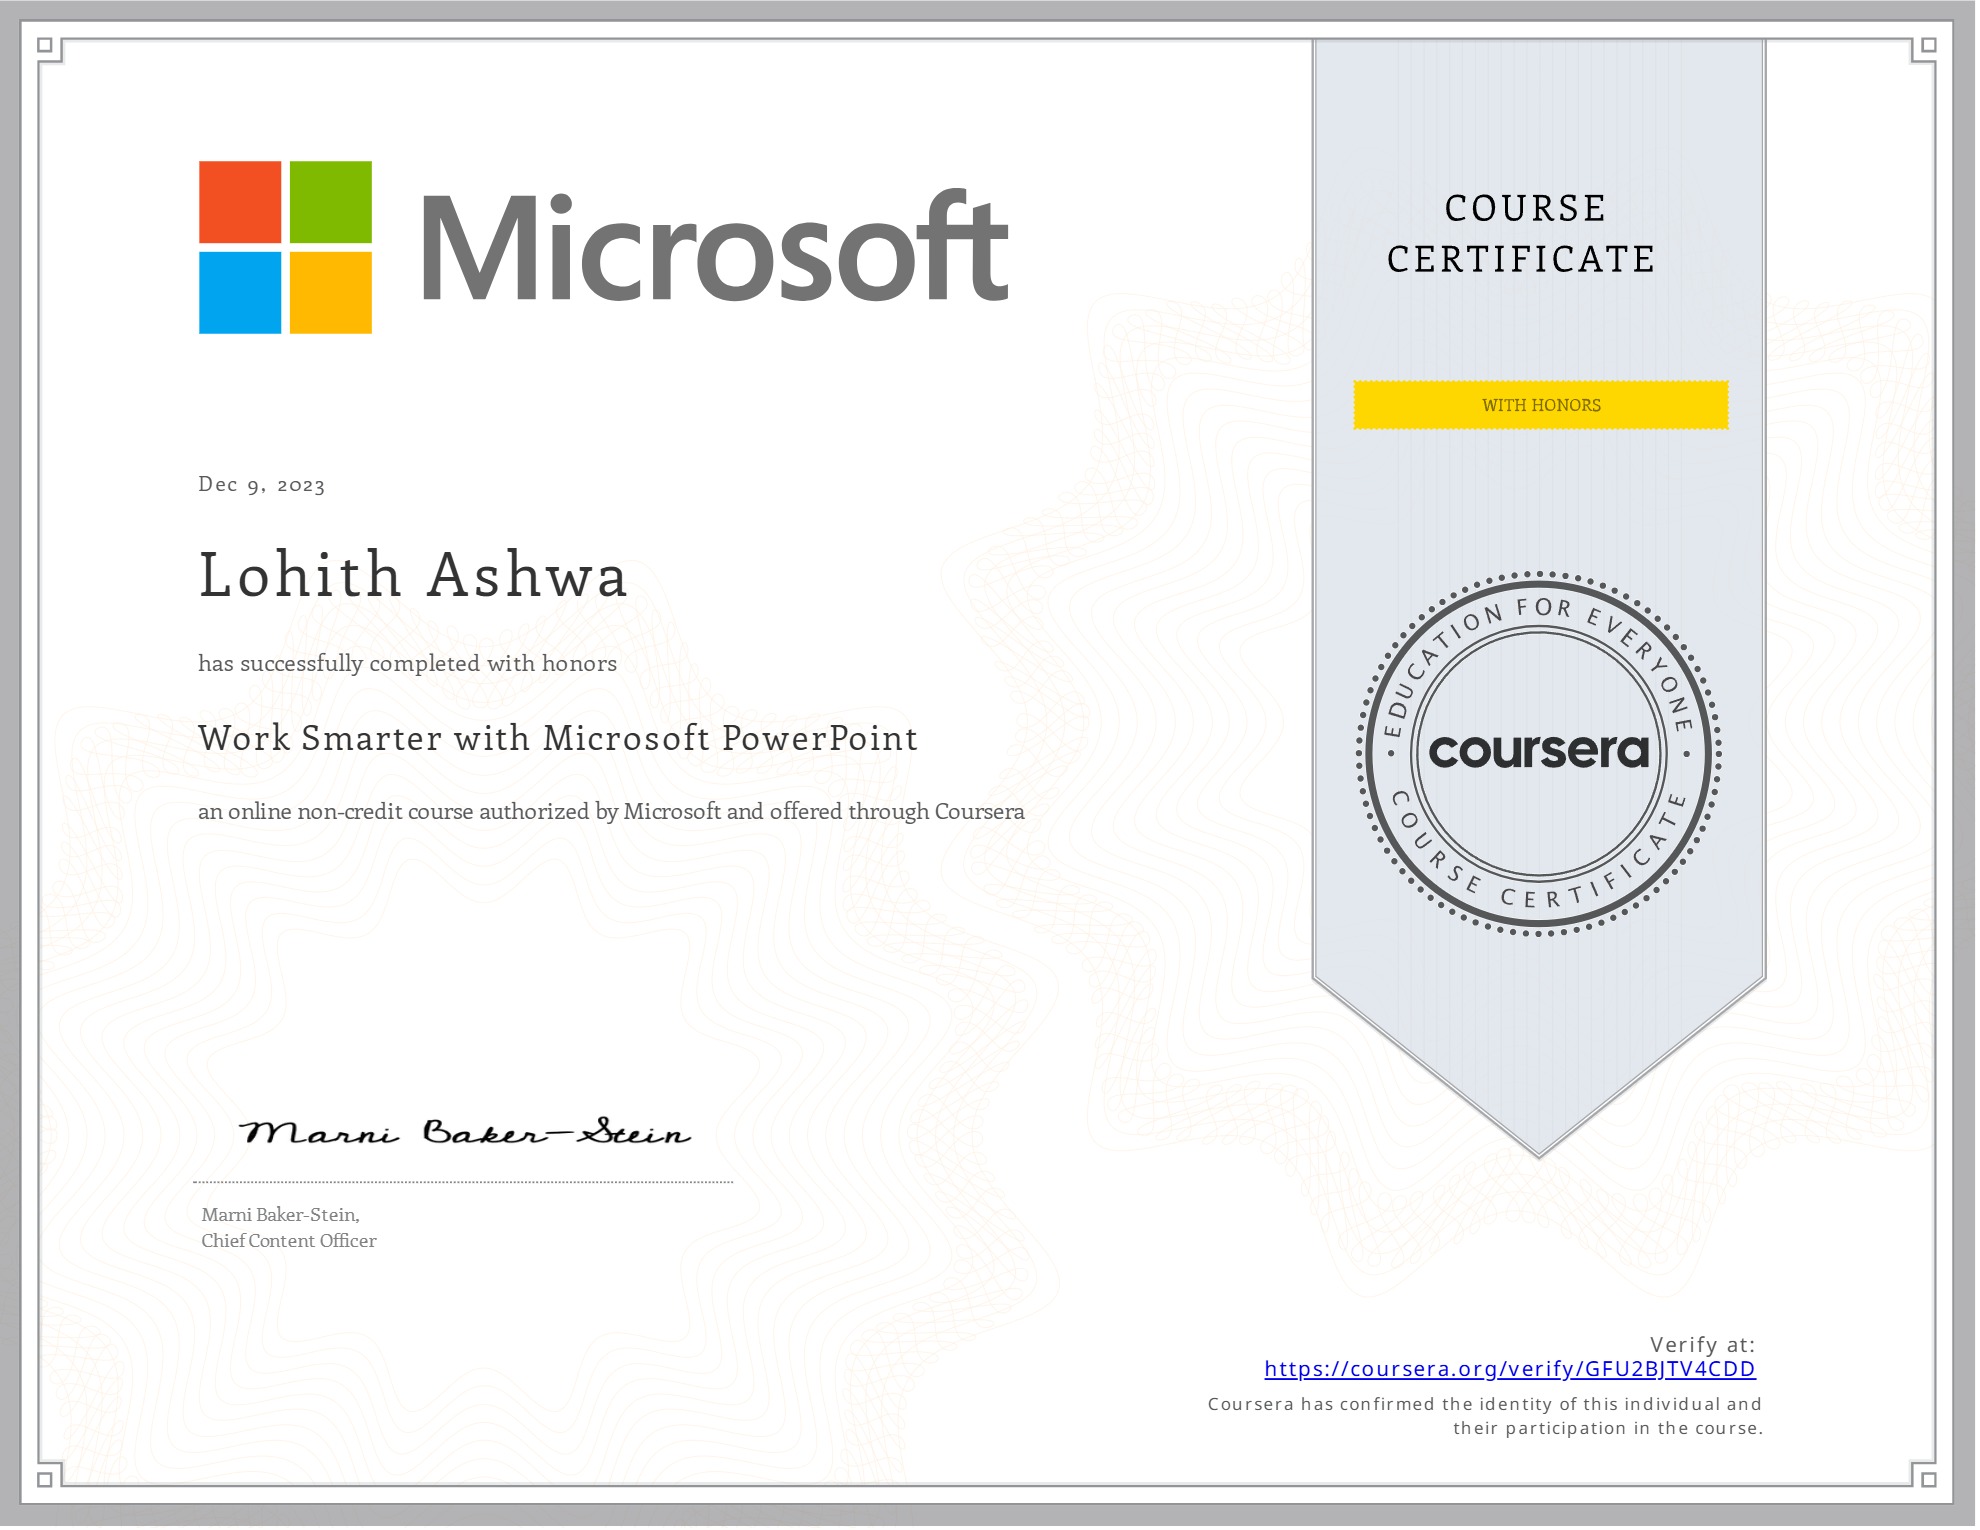 Microsoft
COURSE
CERTIFICATE
WITH HONORS
Dec 9, 2023
Lohith Ashwa
has successfully completed with honors
Work Smarter with Microsoft PowerPoint
an online non-credit course authorized by Microsoft and offered through Coursera
EDUCATION FOR EVERYONE
coursera
COURSE CERTIFICATE
Marni Baker-Stein
Marni Baker-Stein,
Chief Content Officer
Verify at:
https://coursera.org/verify/GFU2BJTV4CDD
Coursera has confirmed the identity of this individual and
their participation in the course.